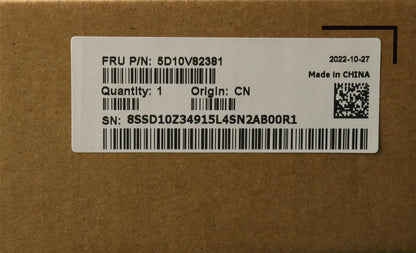 FRU P/N: 5D10V82381
2022-10-27
Made in CHINA
Quantity: 1 Origin: CN
SN: 8SSD10Z34915L4SN2AB00R1